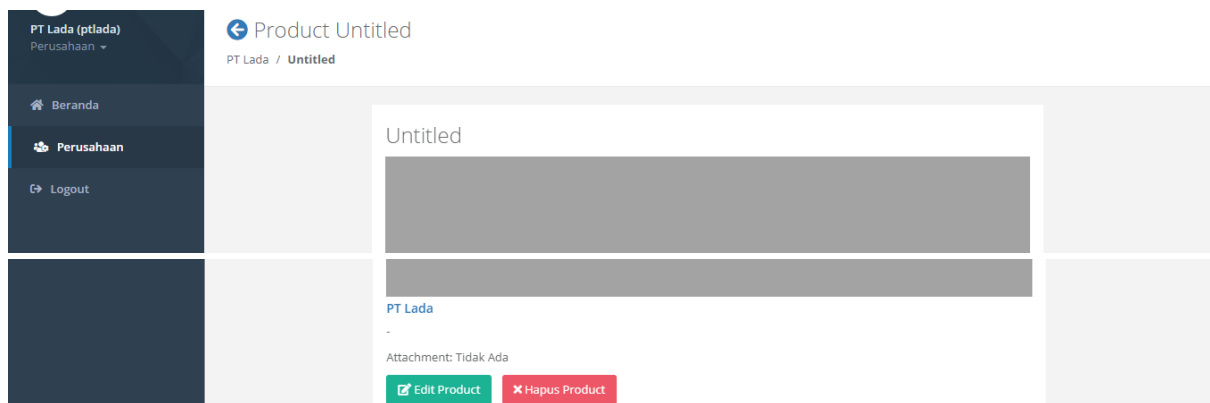 PT Lada (ptlada)
Perusahaan
Product Untitled
PT Lada / Untitled
Beranda
Perusahaan
Logout
Untitled
PT Lada
-
Attachment: Tidak Ada
Edit Product
Hapus Product